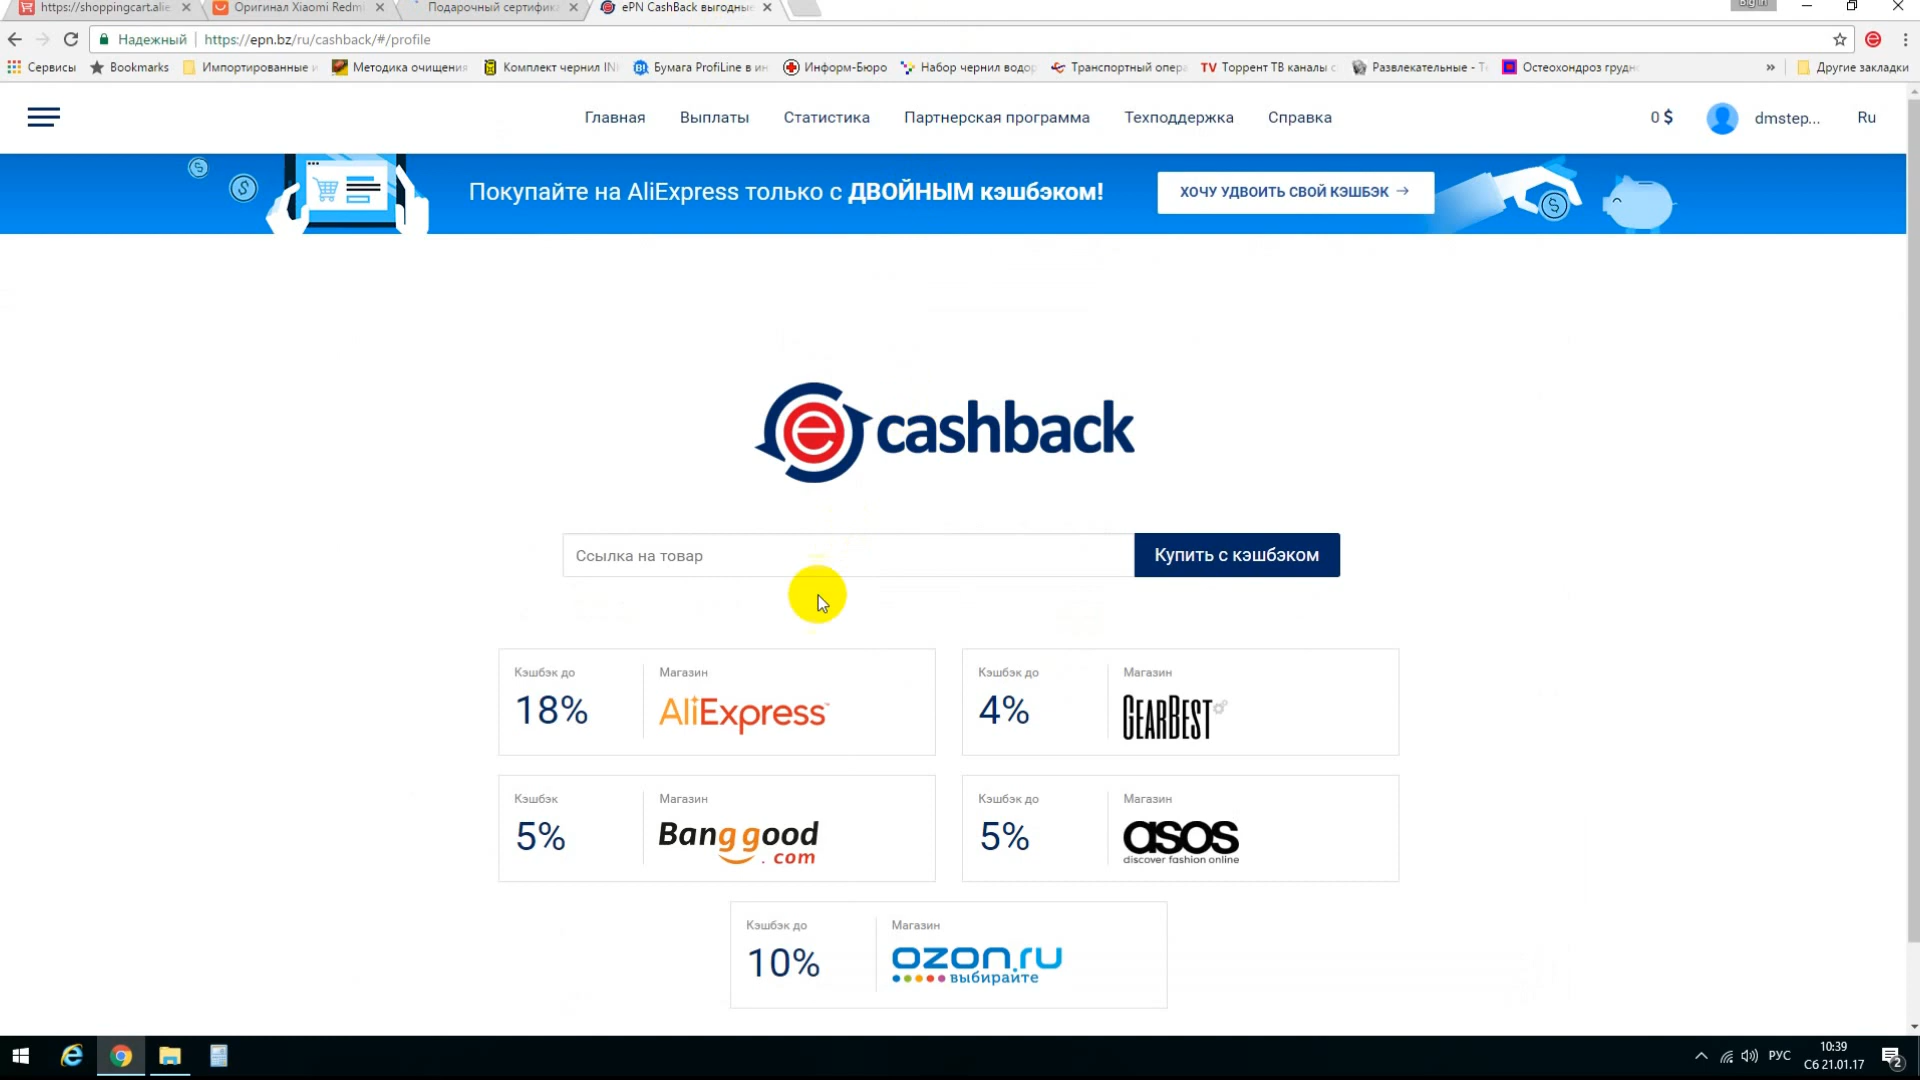 https://shoppingcart.alie
Оригинал Xiaomi Redmi
Подарочный сертифик
ePN CashBack выгодные
Надежный
https://epn.bz/ru/cashback/#/profile
Сервисы
Bookmarks
Импортированные и
Методика очищения
Комплект чернил IN
Бумага ProfiLine в ин
Информ-Бюро
Набор чернил водор
Транспортный опер
TV Торрент ТВ каналы с
Развлекательные - Т
Остеохондроз грудн
»
Другие закладки
Главная
Выплаты
Статистика
Партнерская программа
Техподдержка
Справка
0 $
dmstep...
Ru
Покупайте на AliExpress только с ДВОЙНЫМ кэшбэком!
ХОЧУ УДВОИТЬ СВОЙ КЭШБЭК →
e cashback
Ссылка на товар
Купить с кэшбэком
Кэшбэк до
Магазин
18%
AliExpress
Кэшбэк до
Магазин
4%
GEARBEST
Кэшбэк
Магазин
5%
Banggood
.com
Кэшбэк до
Магазин
5%
asos
discover fashion online
Кэшбэк до
Магазин
10%
ozon.ru
выбирайте
РУС
10:39
Сб 21.01.17
2